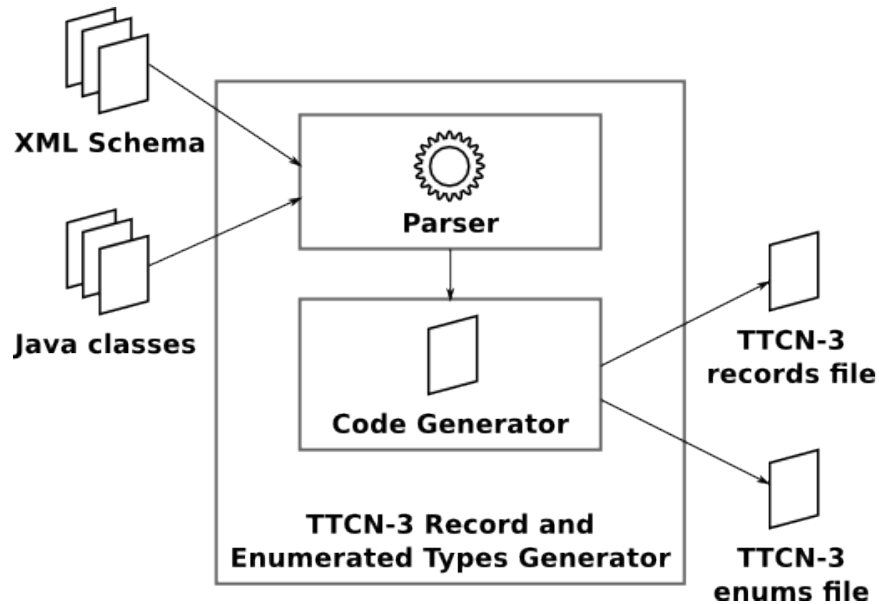 XML Schema
Parser
Java classes
Code Generator
TTCN-3
records file
TTCN-3 Record and
Enumerated Types Generator
TTCN-3
enums file